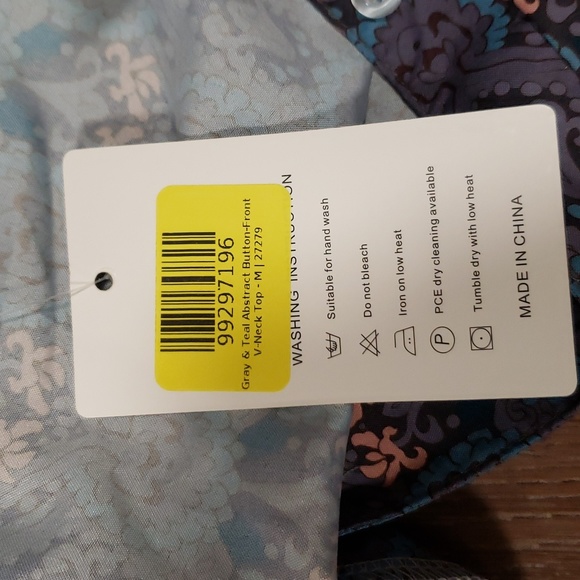 99297196
Gray & Teal Abstract Button-Front
V-Neck Top - M | 27279
WASHING INSTRUCTION
Suitable for hand wash
Do not bleach
Iron on low heat
P
PCE dry cleaning available
Tumble dry with low heat
MADE IN CHINA